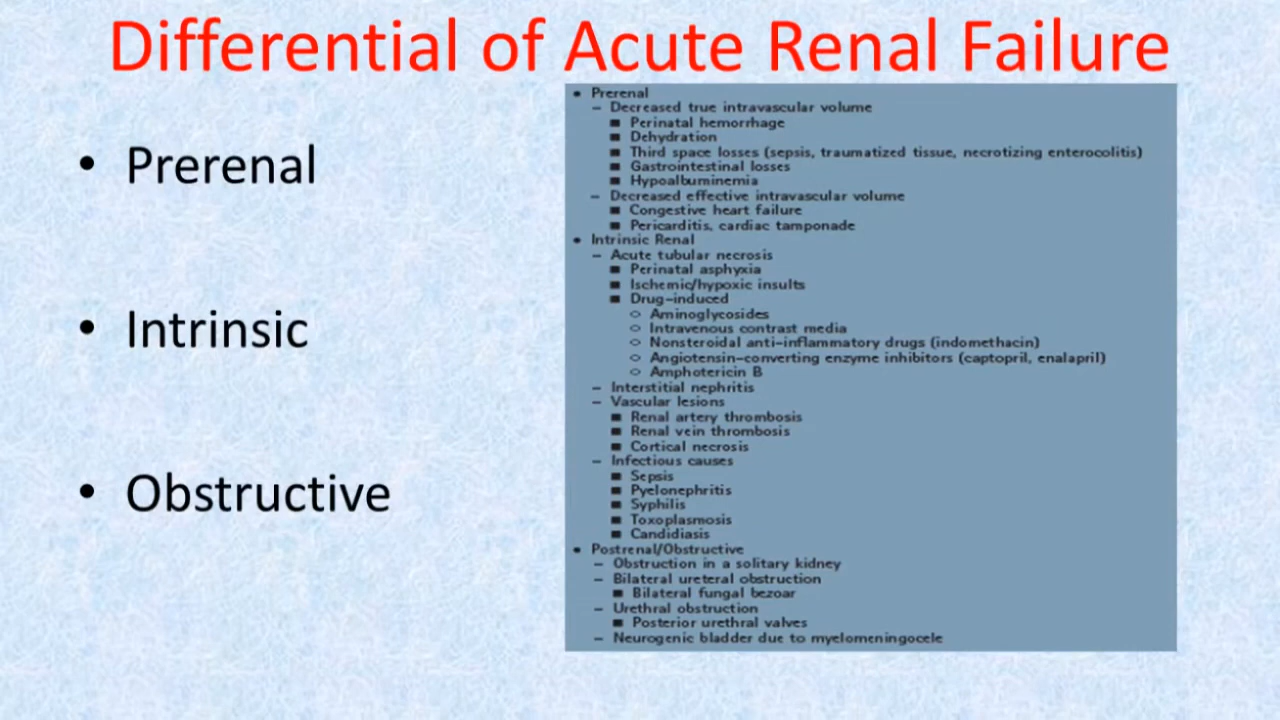 Differential of Acute Renal Failure
• Prerenal
• Intrinsic
• Obstructive
• Prerenal
– Decreased true intravascular volume
■ Perinatal hemorrhage
■ Dehydration
■ Third space losses (sepsis, traumatized tissue, necrotizing enterocolitis)
■ Gastrointestinal losses
■ Hypoalbuminemia
– Decreased effective intravascular volume
■ Congestive heart failure
■ Pericarditis, cardiac tamponade
• Intrinsic Renal
– Acute tubular necrosis
■ Perinatal asphyxia
■ Ischemic/hypoxic insults
■ Drug–induced
○ Aminoglycosides
○ Intravenous contrast media
○ Nonsteroidal anti–inflammatory drugs (indomethacin)
○ Angiotensin–converting enzyme inhibitors (captopril, enalapril)
○ Amphotericin B
– Interstitial nephritis
– Vascular lesions
■ Renal artery thrombosis
■ Renal vein thrombosis
■ Cortical necrosis
– Infectious causes
■ Sepsis
■ Pyelonephritis
■ Syphilis
■ Toxoplasmosis
■ Candidiasis
• Postrenal/Obstructive
– Obstruction in a solitary kidney
– Bilateral ureteral obstruction
■ Bilateral fungal bezoar
– Urethral obstruction
■ Posterior urethral valves
– Neurogenic bladder due to myelomeningocele